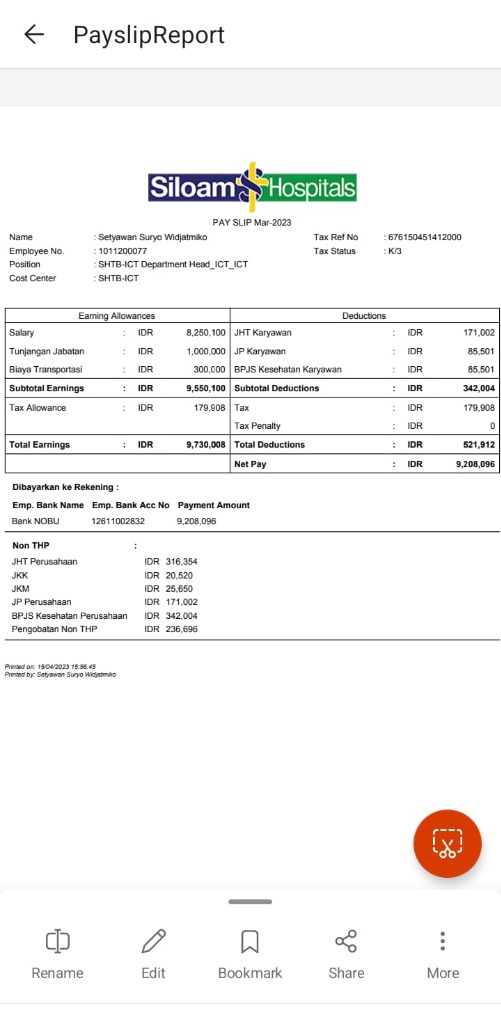 PayslipReport
Siloam Hospitals
PAY SLIP Mar-2023
Name : Setyawan Suryo Widjatmiko Tax Ref No : 676150451412000
Employee No. : 1011200077 Tax Status : K/3
Position : SHTB-ICT Department Head_ICT_ICT
Cost Center : SHTB-ICT
Earning Allowances Deductions
Salary : IDR 8,250,100 JHT Karyawan : IDR 171,002
Tunjangan Jabatan : IDR 1,000,000 JP Karyawan : IDR 85,501
Biaya Transportasi : IDR 300,000 BPJS Kesehatan Karyawan : IDR 85,501
Subtotal Earnings : IDR 9,550,100 Subtotal Deductions : IDR 342,004
Tax Allowance : IDR 179,908 Tax : IDR 179,908
Tax Penalty : IDR 0
Total Earnings : IDR 9,730,008 Total Deductions : IDR 521,912
Net Pay : IDR 9,208,096
Dibayarkan ke Rekening :
Emp. Bank Name Emp. Bank Acc No Payment Amount
Bank NOBU 12611002832 9,208,096
Non THP :
JHT Perusahaan IDR 316,354
JKK IDR 20,520
JKM IDR 25,650
JP Perusahaan IDR 171,002
BPJS Kesehatan Perusahaan IDR 342,004
Pengobatan Non THP IDR 236,696
Printed on: 15/04/2023 15:56:45
Printed by: Setyawan Suryo Widjatmiko
Rename Edit Bookmark Share More